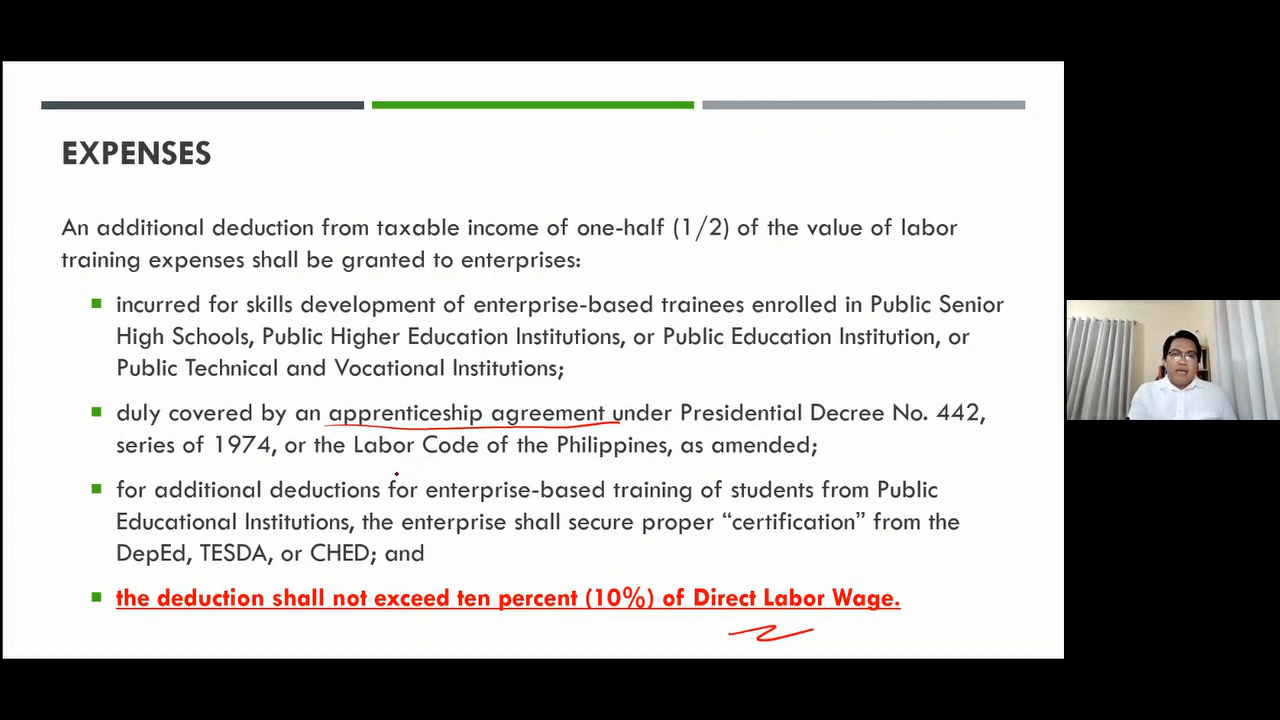 EXPENSES
An additional deduction from taxable income of one-half (1/2) of the value of labor
training expenses shall be granted to enterprises:
incurred for skills development of enterprise-based trainees enrolled in Public Senior
High Schools, Public Higher Education Institutions, or Public Education Institution, or
Public Technical and Vocational Institutions;
duly covered by an apprenticeship agreement under Presidential Decree No. 442,
series of 1974, or the Labor Code of the Philippines, as amended;
for additional deductions for enterprise-based training of students from Public
Educational Institutions, the enterprise shall secure proper “certification” from the
DepEd, TESDA, or CHED; and
the deduction shall not exceed ten percent (10%) of Direct Labor Wage.